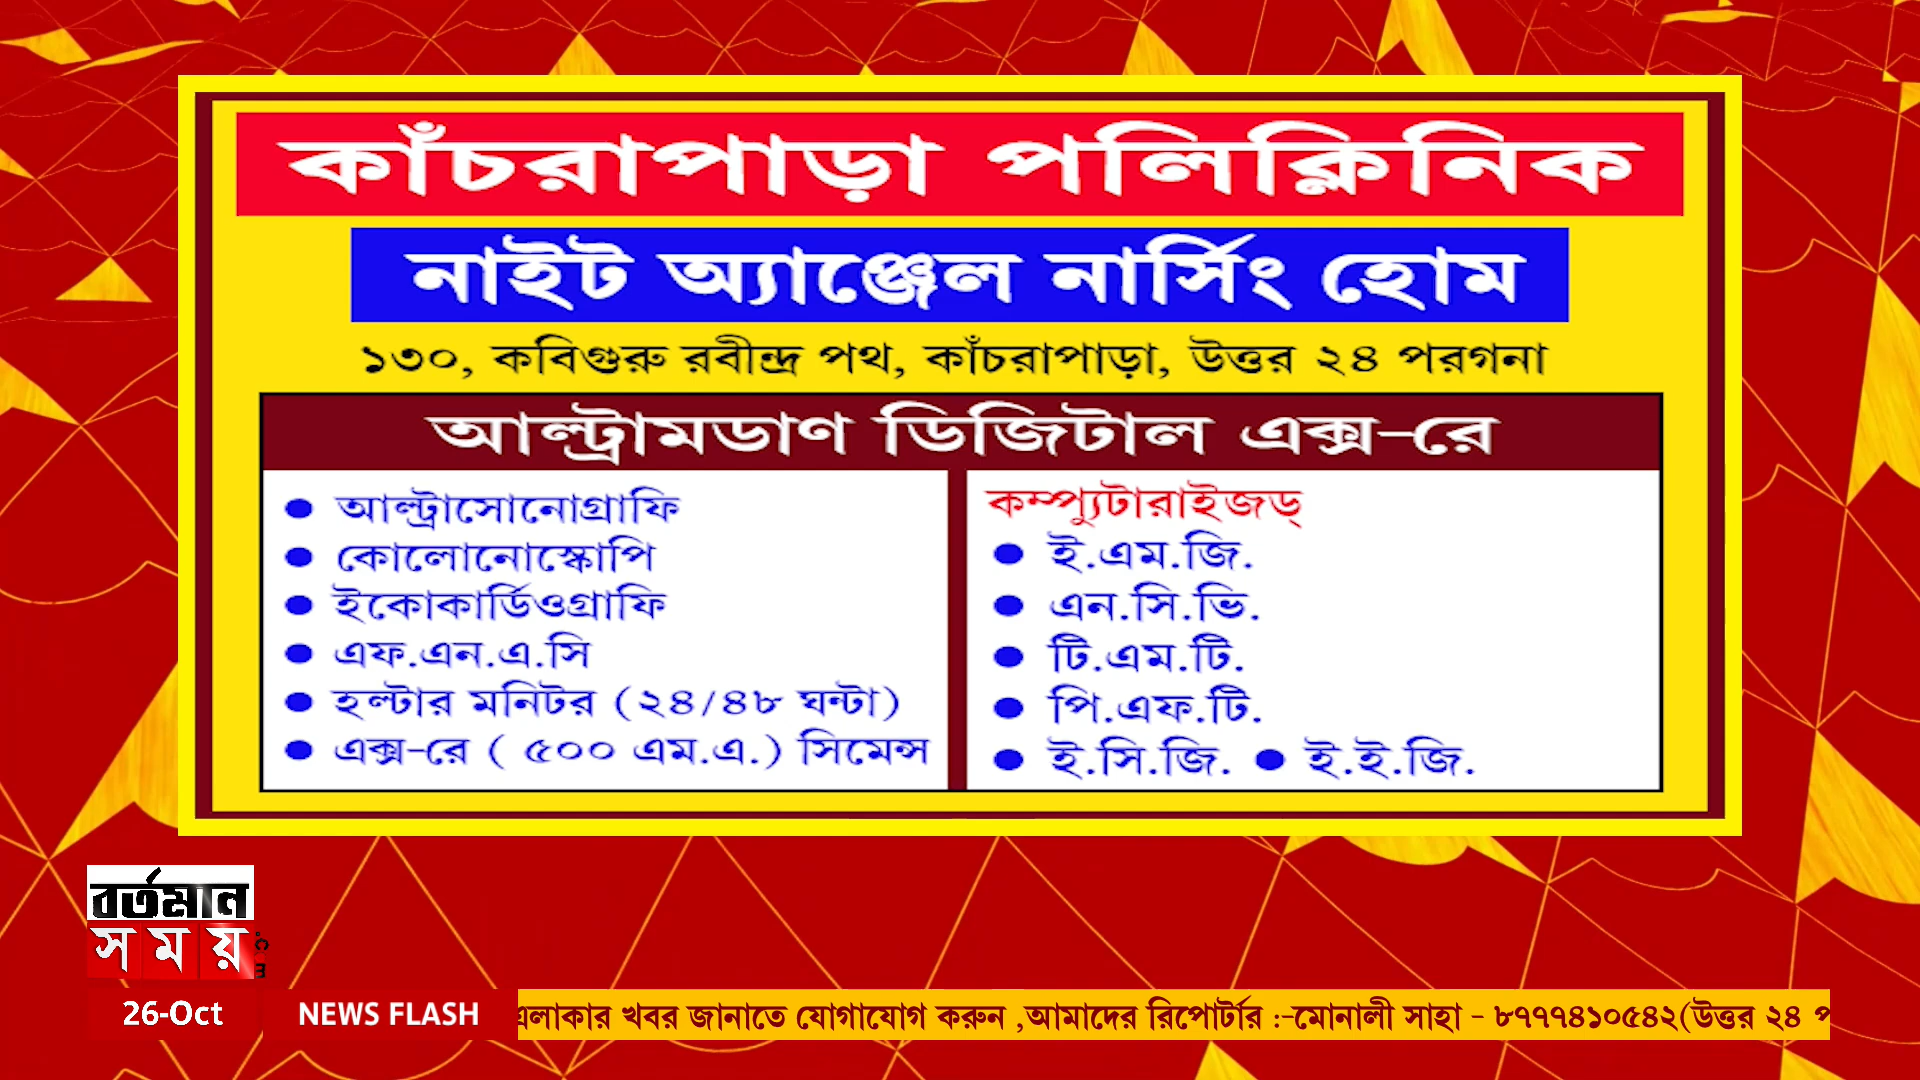 কাঁচরাপাড়া পলিক্লিনিক
নাইট অ্যাঞ্জেল নার্সিং হোম
১৩০, কবিগুরু রবীন্দ্র পথ, কাঁচরাপাড়া, উত্তর ২৪ পরগনা
আল্ট্রামডাণ ডিজিটাল এক্স-রে
● আল্ট্রাসোনোগ্রাফি
● কোলোনোস্কোপি
● ইকোকার্ডিওগ্রাফি
● এফ.এন.এ.সি
● হল্টার মনিটর (২৪/৪৮ ঘন্টা)
● এক্স-রে ( ৫০০ এম.এ.) সিমেন্স
কম্প্যুটারাইজড্
● ই.এম.জি.
● এন.সি.ভি.
● টি.এম.টি.
● পি.এফ.টি.
● ই.সি.জি. ● ই.ই.জি.
বর্তমান
সময়
26-Oct
NEWS FLASH
এলাকার খবর জানাতে যোগাযোগ করুন ,আমাদের রিপোর্টার :-মোনালী সাহা - ৮৭৭৭৪১০৫৪২(উত্তর ২৪